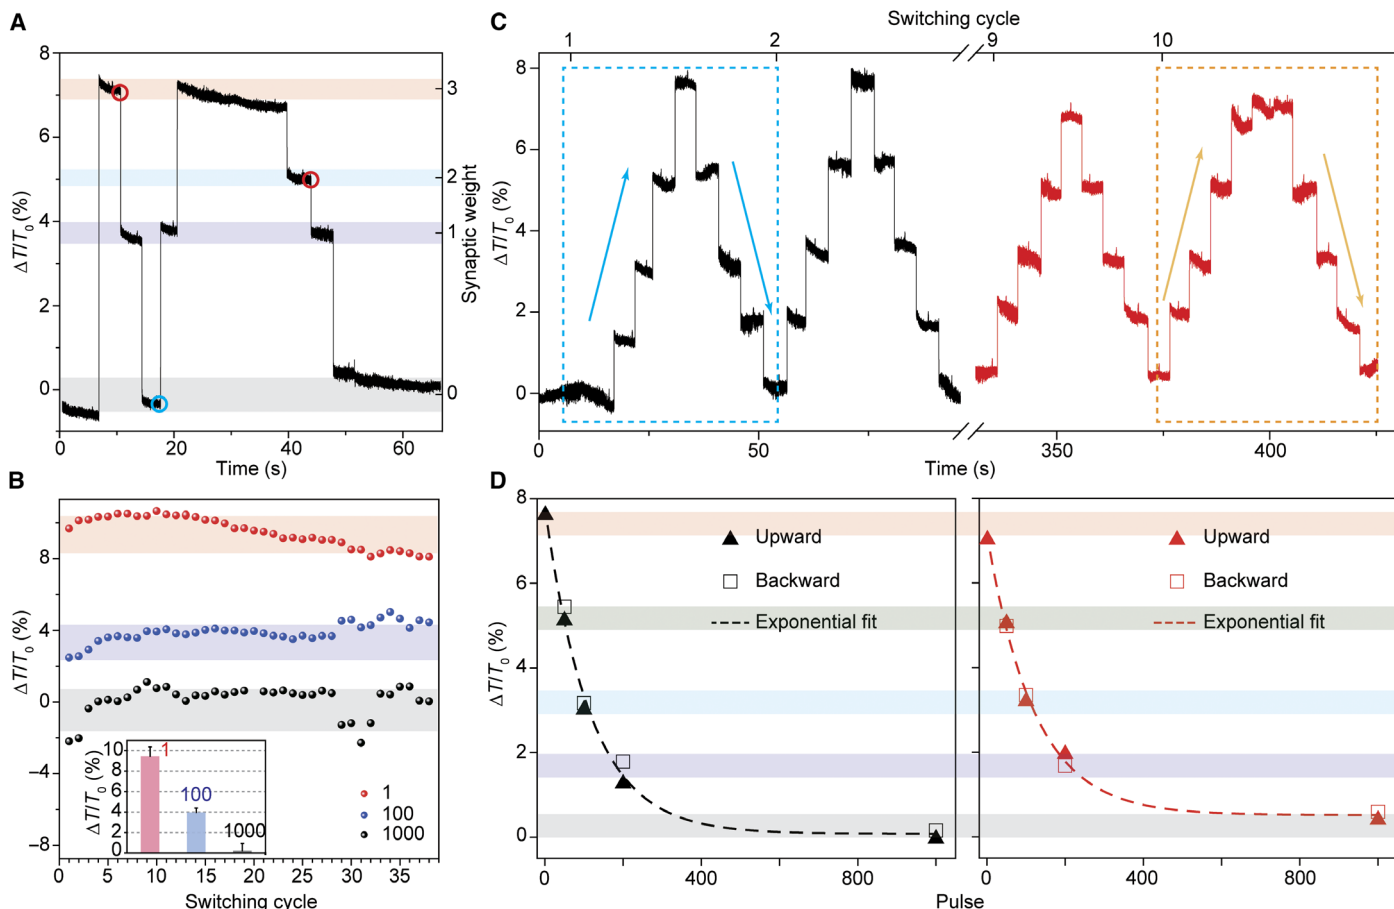 A
8
6
4
2
0
ΔT/T0 (%)
3
2
1
0
Synaptic weight
0
20
40
60
Time (s)
C
Switching cycle
1
2
9
10
8
6
4
2
0
ΔT/T0 (%)
0
50
350
400
Time (s)
B
8
4
0
−4
−8
ΔT/T0 (%)
10
8
6
4
2
0
ΔT/T0 (%)
1
100
1000
1
100
1000
0
5
10
15
20
25
30
35
Switching cycle
D
8
6
4
2
0
ΔT/T0 (%)
Upward
Backward
Exponential fit
Upward
Backward
Exponential fit
0
400
800
0
400
800
Pulse